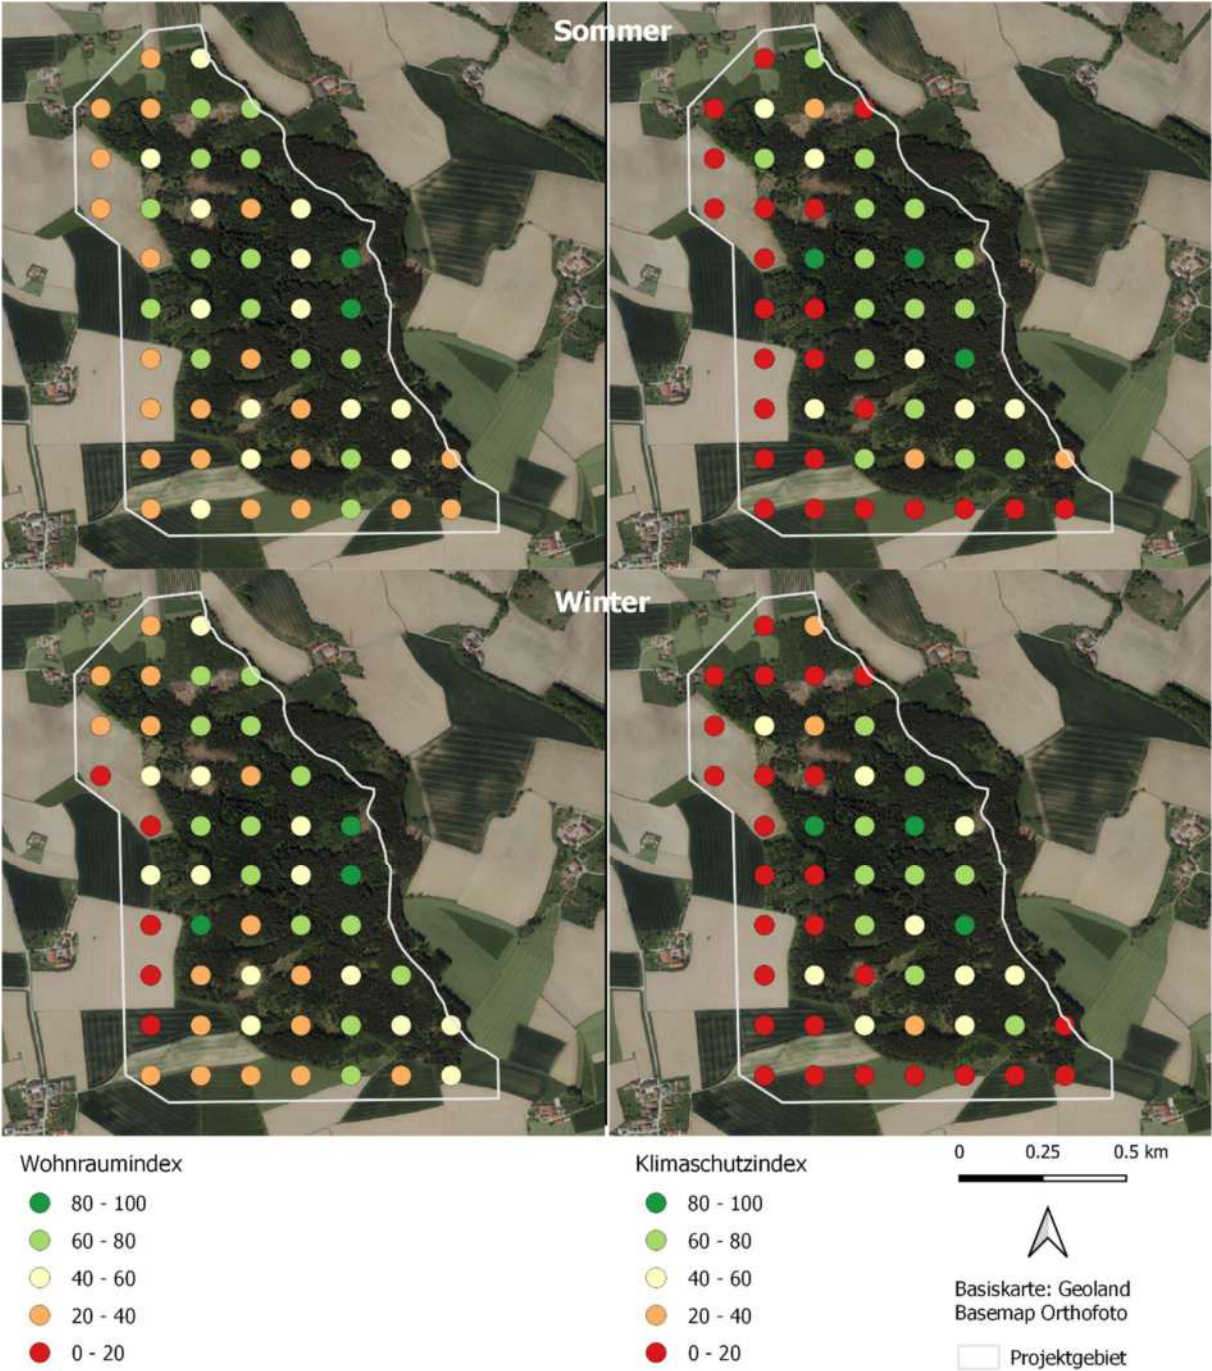 Sommer
Winter
Wohnraumindex
80 - 100
60 - 80
40 - 60
20 - 40
0 - 20
Klimaschutzindex
80 - 100
60 - 80
40 - 60
20 - 40
0 - 20
0 0.25 0.5 km
Basiskarte: Geoland
Basemap Orthofoto
Projektgebiet